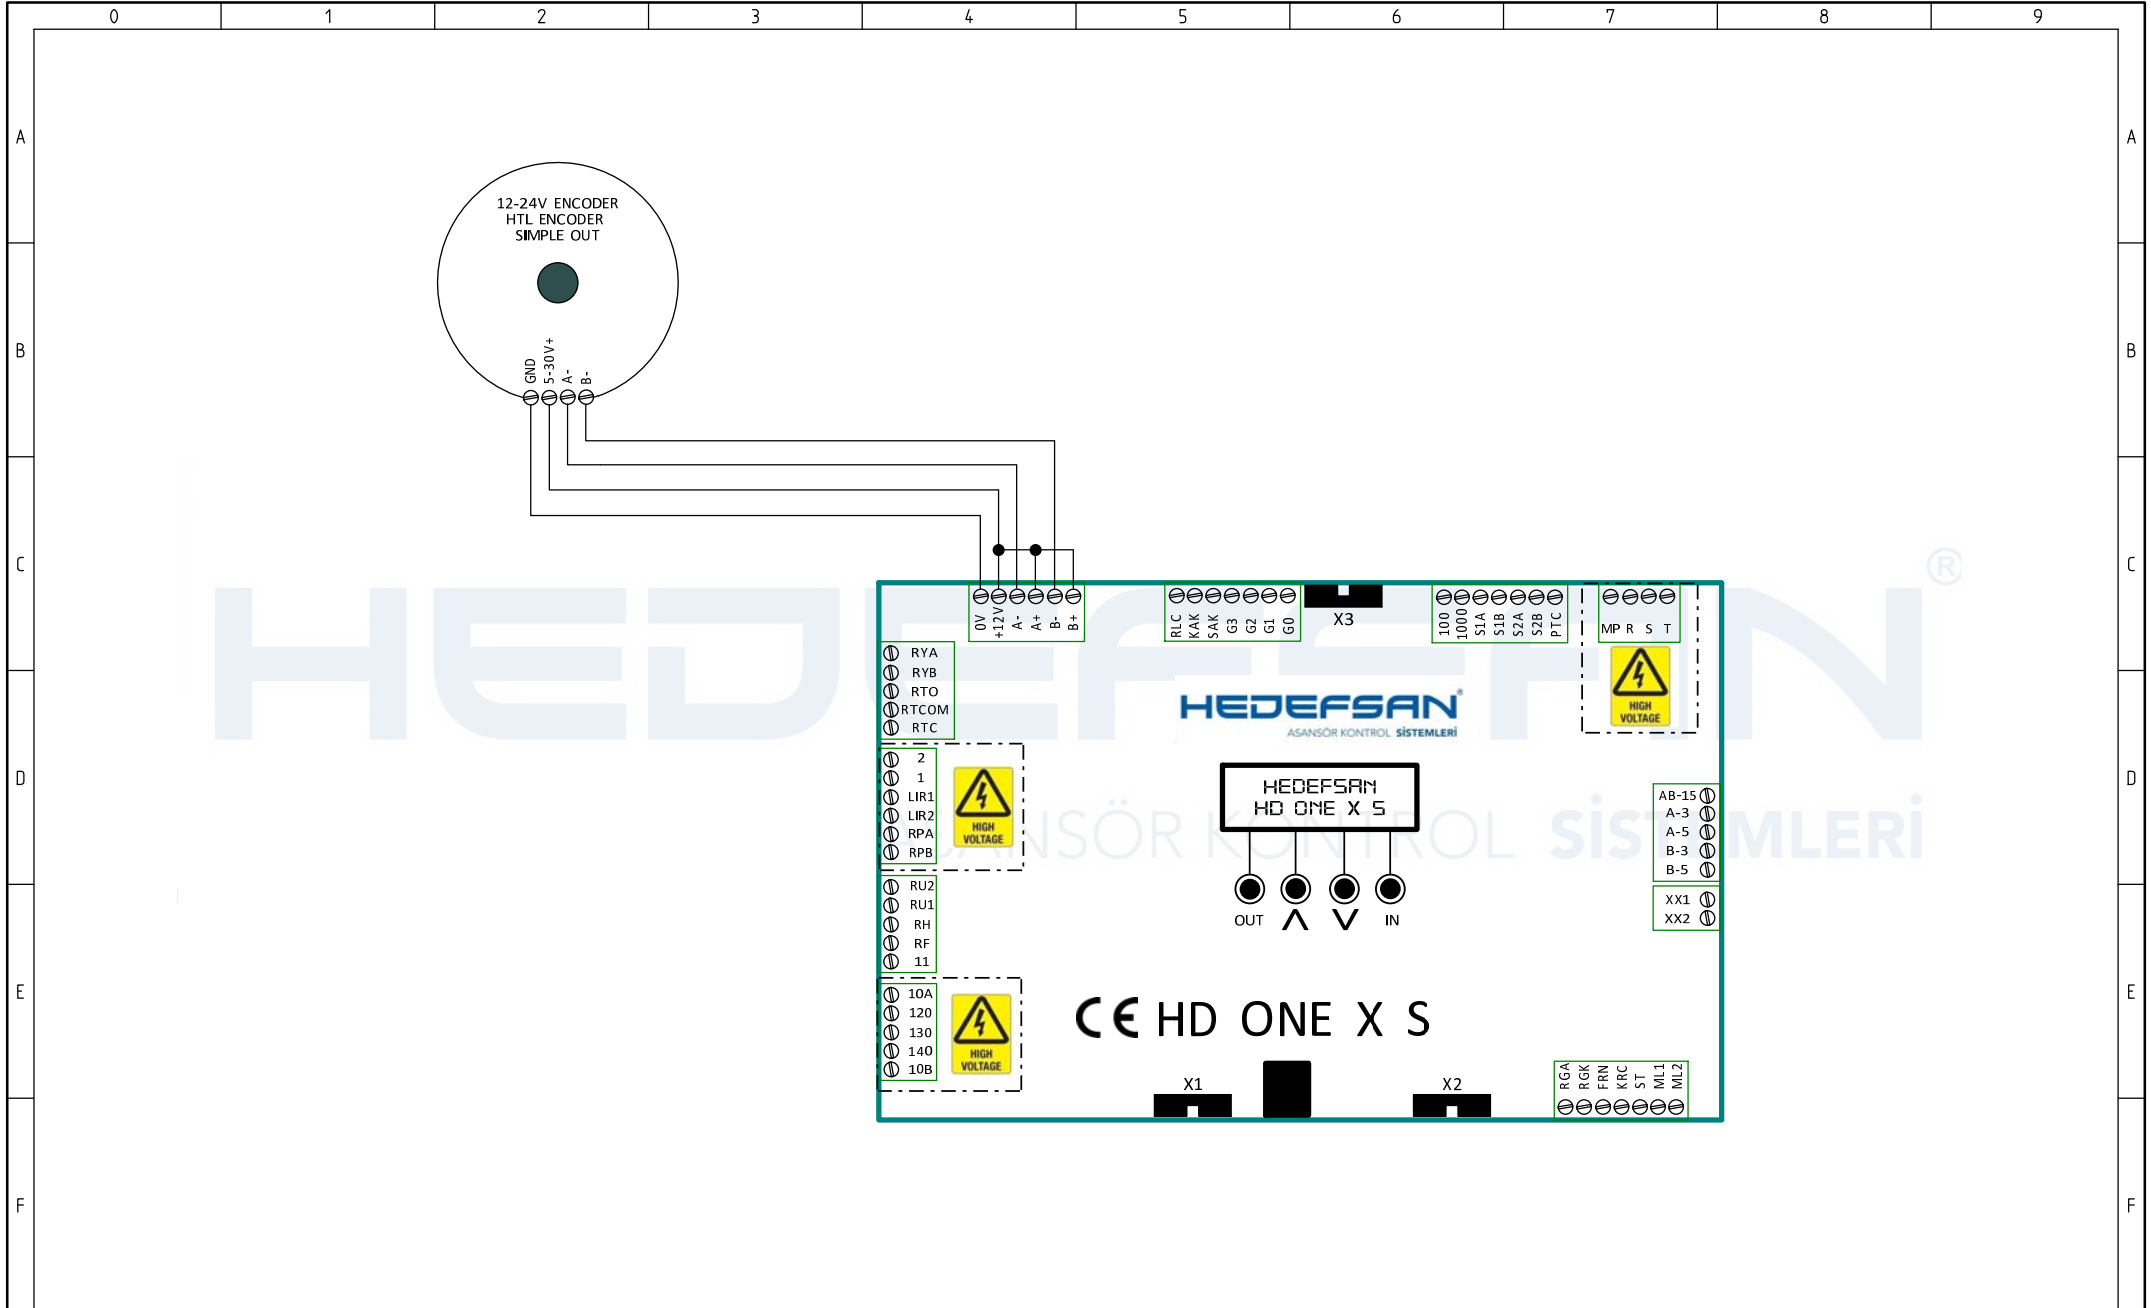 0 1 2 3 4 5 6 7 8 9
A A
B B
C C
D D
E E
F F
12-24V ENCODER
HTL ENCODER
SIMPLE OUT
GND
5-30V+
A-
B-
HEDEFSAN®
ASANSÖR KONTROL SİSTEMLERİ
0V
+12V
A-
A+
B-
B+
RLC
KAK
SAK
G3
G2
G1
G0
X3
100
1000
S1A
S1B
S2A
S2B
PTC
MP R S T
HIGH
VOLTAGE
RYA
RYB
RTO
RTCOM
RTC
HEDEFSAN®
ASANSÖR KONTROL SİSTEMLERİ
2
1
LIR1
LIR2
RPA
RPB
HIGH
VOLTAGE
HEDEFSAN
HD ONE X S
OUT
IN
AB-15
A-3
A-5
B-3
B-5
XX1
XX2
RU2
RU1
RH
RF
11
10A
120
130
140
10B
HIGH
VOLTAGE
CE HD ONE X S
X1
X2
RGA
RGK
FRN
KRC
ST
ML1
ML2